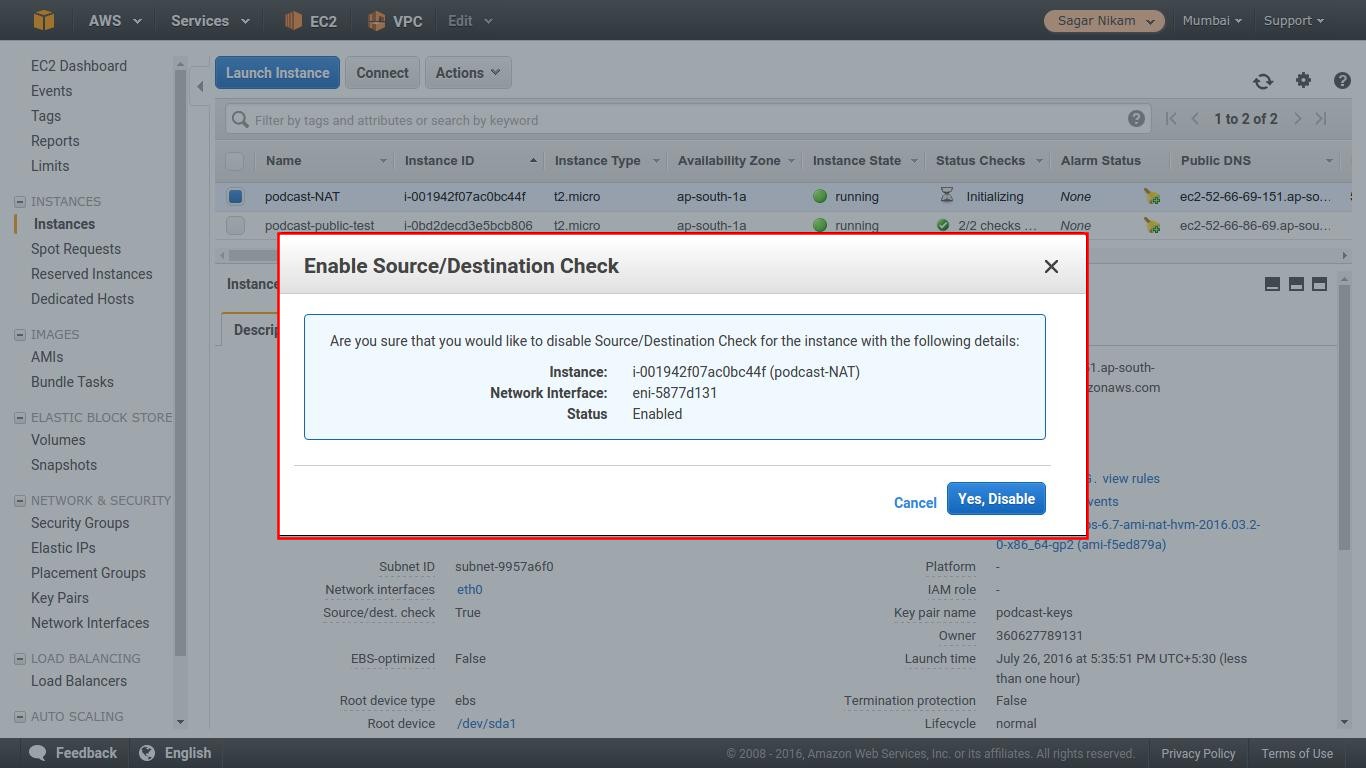 AWS Services EC2 VPC Edit Sagar Nikam Mumbai Support
EC2 Dashboard
Events
Tags
Reports
Limits
INSTANCES
Instances
Spot Requests
Reserved Instances
Dedicated Hosts
IMAGES
AMIs
Bundle Tasks
ELASTIC BLOCK STORE
Volumes
Snapshots
NETWORK & SECURITY
Security Groups
Elastic IPs
Placement Groups
Key Pairs
Network Interfaces
LOAD BALANCING
Load Balancers
AUTO SCALING
Launch Instance Connect Actions
Filter by tags and attributes or search by keyword 1 to 2 of 2
Name Instance ID Instance Type Availability Zone Instance State Status Checks Alarm Status Public DNS
podcast-NAT i-001942f07ac0bc44f t2.micro ap-south-1a running Initializing None ec2-52-66-69-151.ap-so...
podcast-public-test i-0bd2decd3e5bcb806 t2.micro ap-south-1a running 2/2 checks ... None ec2-52-66-86-69.ap-sou...
Instance
Descrip
Enable Source/Destination Check
Are you sure that you would like to disable Source/Destination Check for the instance with the following details:
Instance: i-001942f07ac0bc44f (podcast-NAT)
Network Interface: eni-5877d131
Status Enabled
Cancel Yes, Disable
51.ap-south-
zonaws.com
. view rules
vents
os-6.7-ami-nat-hvm-2016.03.2-
0-x86_64-gp2 (ami-f5ed879a)
Subnet ID subnet-9957a6f0 Platform -
Network interfaces eth0 IAM role -
Source/dest. check True Key pair name podcast-keys
Owner 360627789131
EBS-optimized False Launch time July 26, 2016 at 5:35:51 PM UTC+5:30 (less
than one hour)
Root device type ebs Termination protection False
Root device /dev/sda1 Lifecycle normal
Feedback English © 2008 - 2016, Amazon Web Services, Inc. or its affiliates. All rights reserved. Privacy Policy Terms of Use